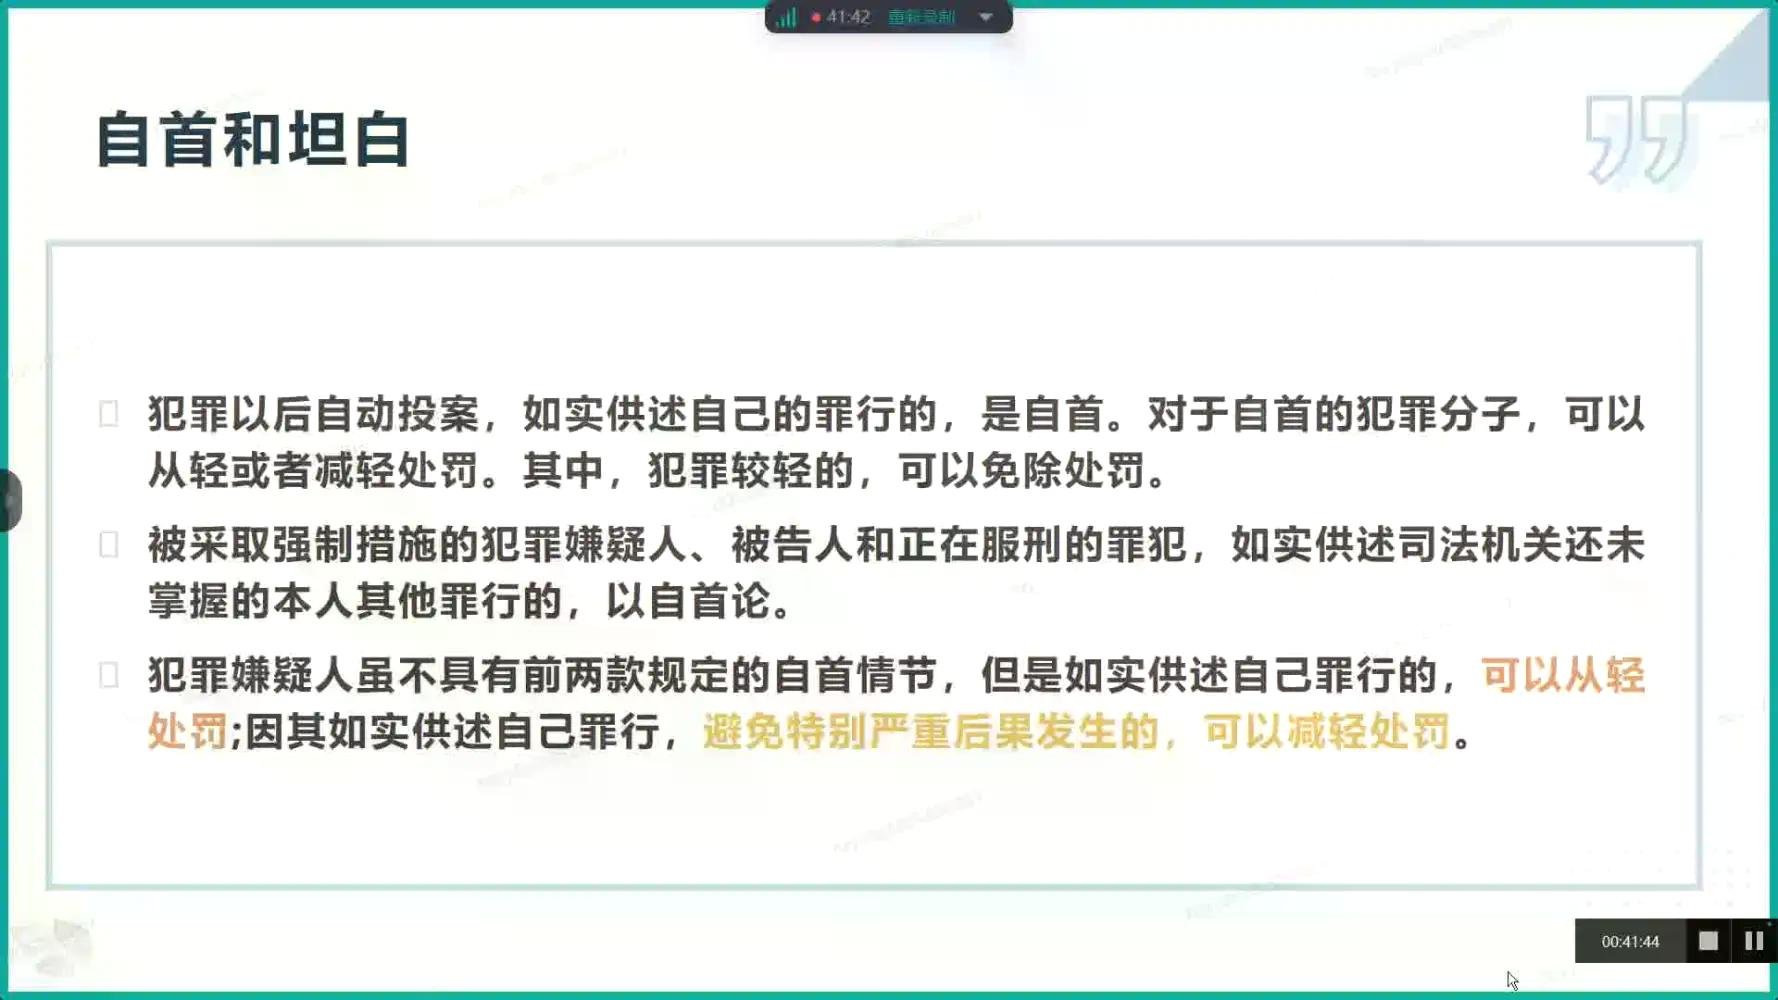 41:42
自首和坦白
犯罪以后自动投案，如实供述自己的罪行的，是自首。对于自首的犯罪分子，可以
从轻或者减轻处罚。其中，犯罪较轻的，可以免除处罚。
被采取强制措施的犯罪嫌疑人、被告人和正在服刑的罪犯，如实供述司法机关还未
掌握的本人其他罪行的，以自首论。
犯罪嫌疑人虽不具有前两款规定的自首情节，但是如实供述自己罪行的，可以从轻
处罚;因其如实供述自己罪行，避免特别严重后果发生的，可以减轻处罚。
00:41:44